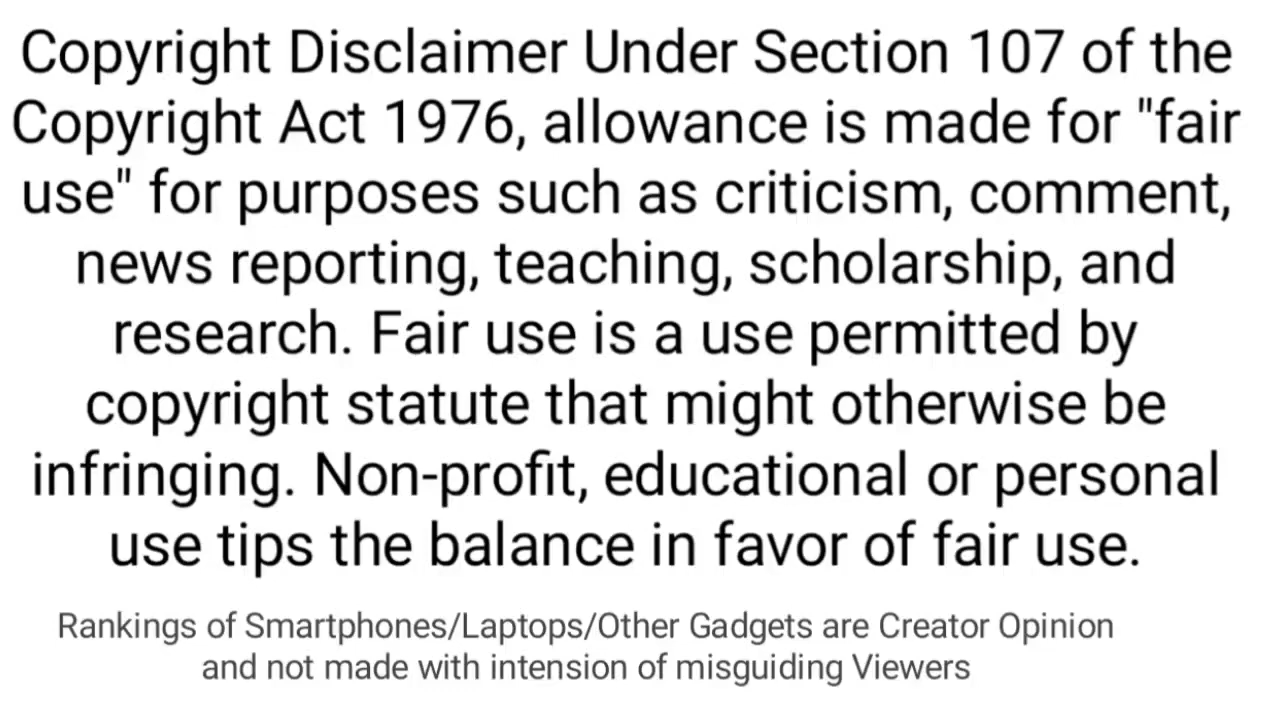 Copyright Disclaimer Under Section 107 of the
Copyright Act 1976, allowance is made for "fair
use" for purposes such as criticism, comment,
news reporting, teaching, scholarship, and
research. Fair use is a use permitted by
copyright statute that might otherwise be
infringing. Non-profit, educational or personal
use tips the balance in favor of fair use.
Rankings of Smartphones/Laptops/Other Gadgets are Creator Opinion
and not made with intension of misguiding Viewers